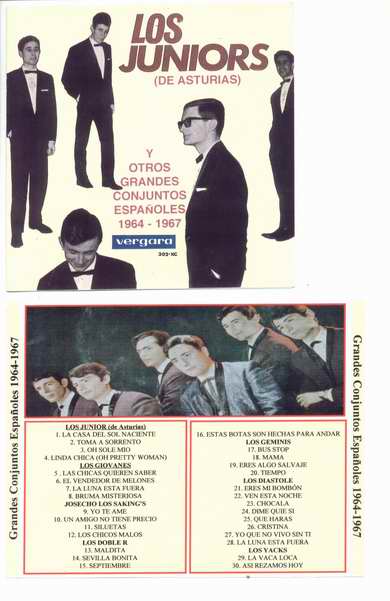 LOS
JUNIORS
(DE ASTURIAS)
Y
OTROS
GRANDES
CONJUNTOS
ESPAÑOLES
1964 - 1967
vergara
303-XC
Grandes Conjuntos Españoles 1964-1967
LOS JUNIOR (de Asturias)
1. LA CASA DEL SOL NACIENTE
2. TOMA A SORRENTO
3. OH SOLE MIO
4. LINDA CHICA (OH PRETTY WOMAN)
LOS GIOVANES
5 . LAS CHICAS QUIEREN SABER
6. EL VENDEDOR DE MELONES
7. LA LUNA ESTA FUERA
8. BRUMA MISTERIOSA
JOSECHO LOS SAKING'S
9. YO TE AME
10. UN AMIGO NO TIENE PRECIO
11. SILUETAS
12. LOS CHICOS MALOS
LOS DOBLE R
13. MALDITA
14. SEVILLA BONITA
15. SEPTIEMBRE
16. ESTAS BOTAS SON HECHAS PARA ANDAR
LOS GEMINIS
17. BUS STOP
18. MAMA
19. ERES ALGO SALVAJE
20. TIEMPO
LOS DIASTOLE
21. ERES MI BOMBÓN
22. VEN ESTA NOCHE
23. CHOCALA
24. DIME QUIE SI
25. QUE HARAS
26. CRISTINA
27. YO QUE NO VIVO SIN TI
28. LA LUNA ESTA FUERA
LOS YACKS
29. LA VACA LOCA
30. ASI REZAMOS HOY
Grandes Conjuntos Españoles 1964-1967